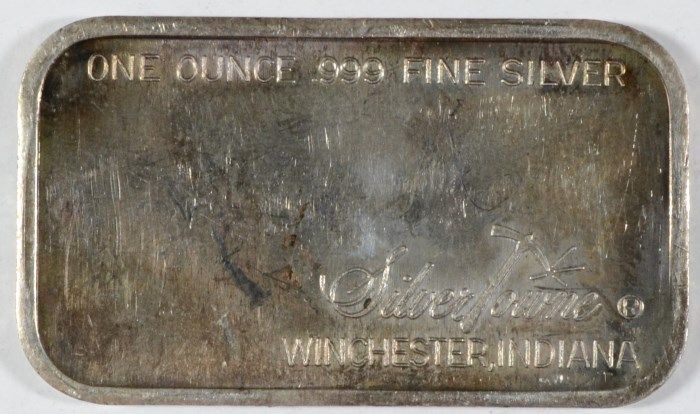 ONE OUNCE .999 FINE SILVER
SilverTowne ®
WINCHESTER, INDIANA